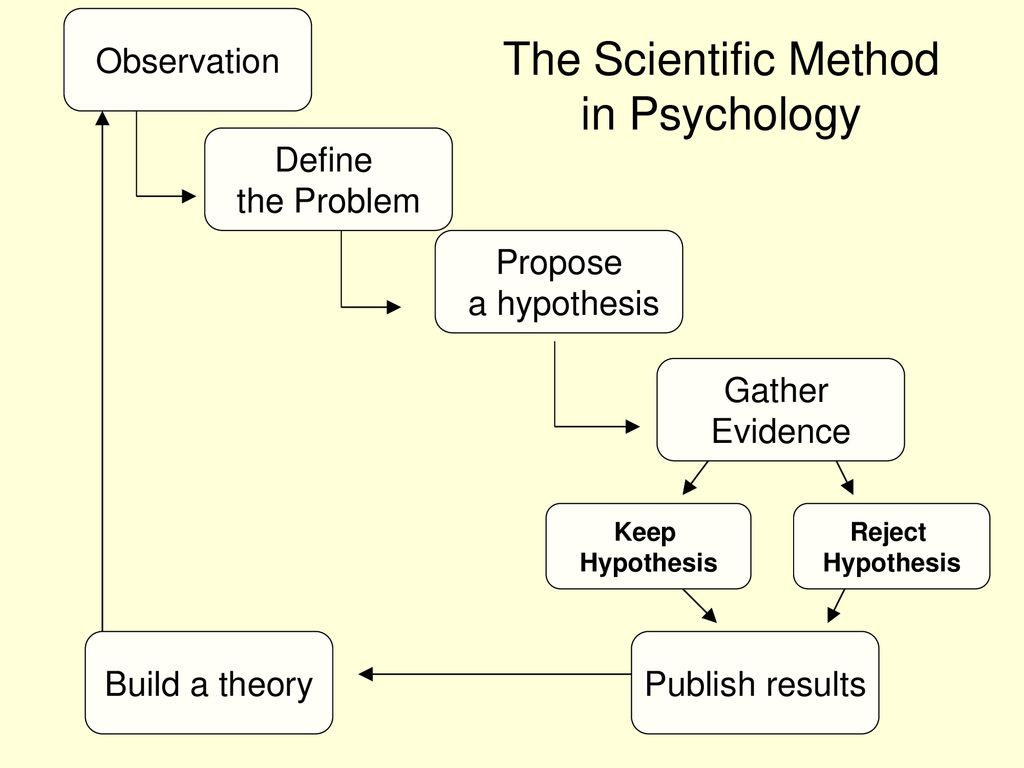 Observation
The Scientific Method
in Psychology
Define
the Problem
Propose
a hypothesis
Gather
Evidence
Keep
Hypothesis
Reject
Hypothesis
Build a theory
Publish results